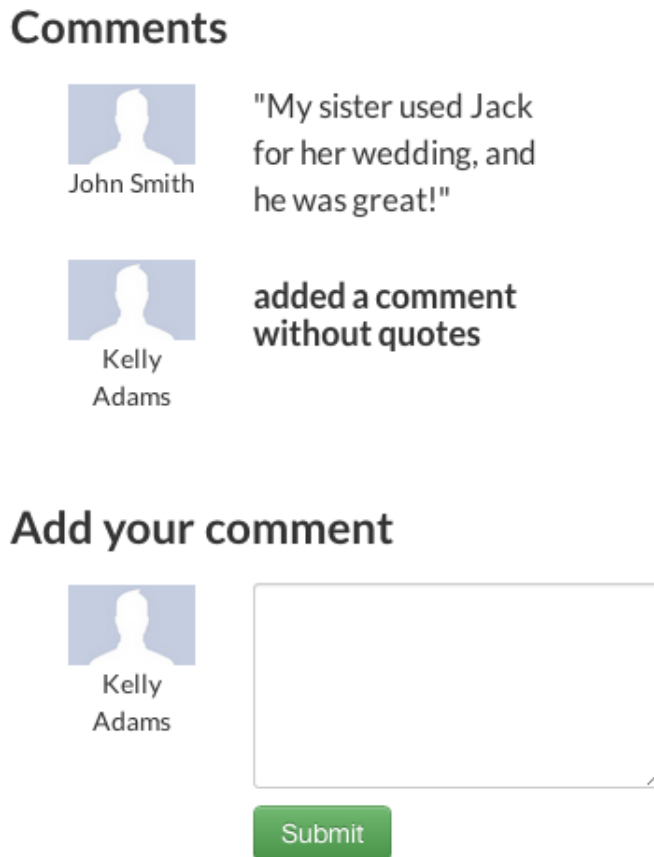 Comments
"My sister used Jack
for her wedding, and
he was great!"
John Smith
added a comment
without quotes
Kelly
Adams
Add your comment
Kelly
Adams
Submit